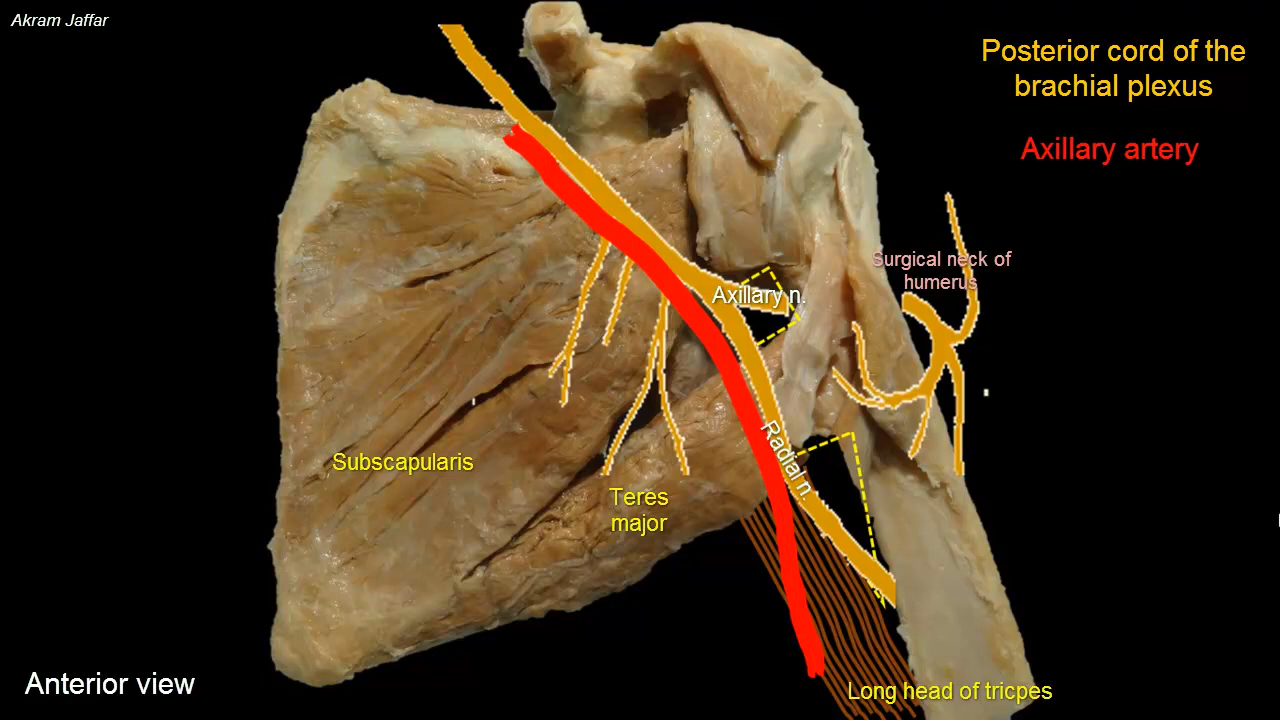 Akram Jaffar
Posterior cord of the
brachial plexus
Axillary artery
Surgical neck of
humerus
Axillary n.
Radial n.
Subscapularis
Teres
major
Anterior view
Long head of tricpes